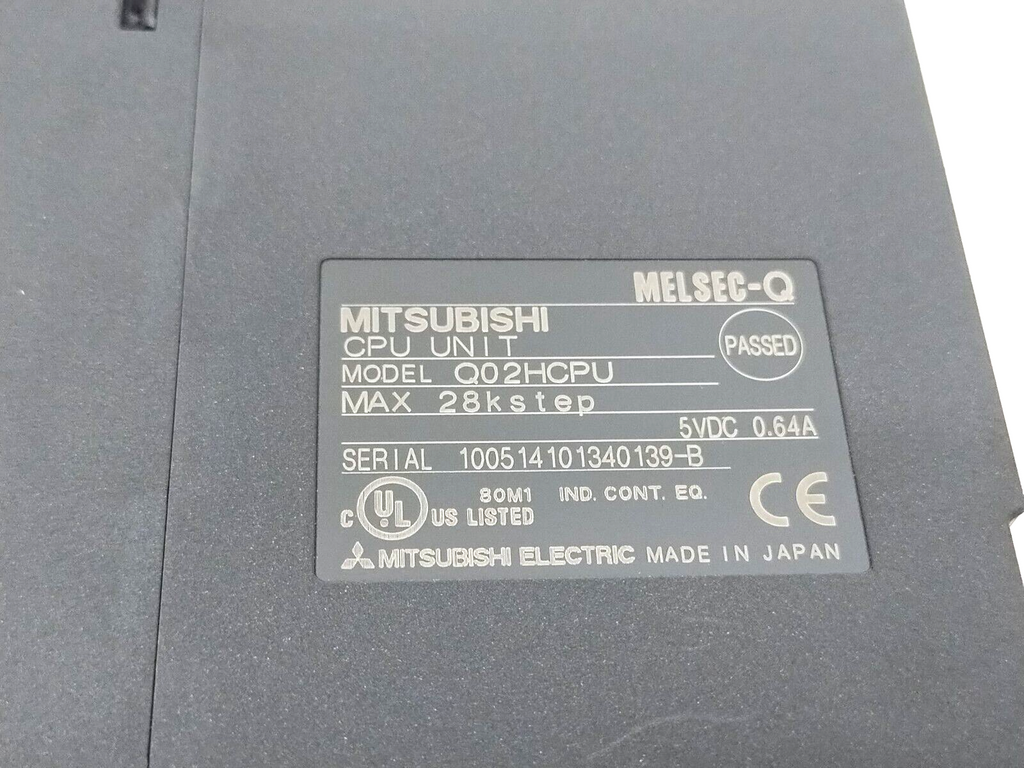 MELSEC-Q
MITSUBISHI
CPU UNIT
PASSED
MODEL Q02HCPU
MAX 28kstep
5VDC 0.64A
SERIAL 100514101340139-B
80M1 IND. CONT. EQ.
C UL US LISTED
CE
MITSUBISHI ELECTRIC MADE IN JAPAN